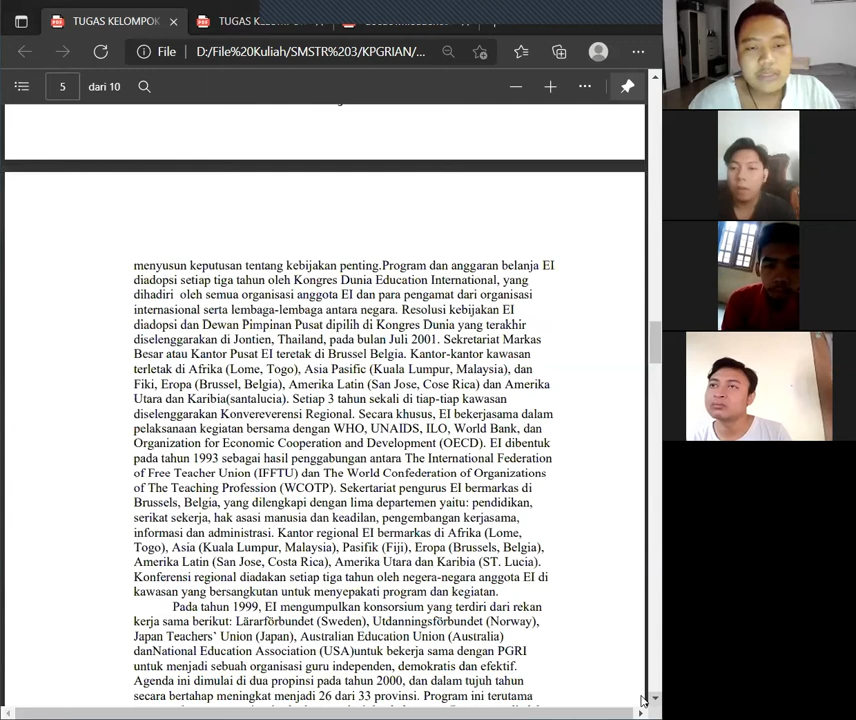 TUGAS KELOMPOK
TUGAS KEL
File D:/File%20Kuliah/SMSTR%203/KPGRIAN/...
5 dari 10
menyusun keputusan tentang kebijakan penting.Program dan anggaran belanja EI
diadopsi setiap tiga tahun oleh Kongres Dunia Education International, yang
dihadiri oleh semua organisasi anggota EI dan para pengamat dari organisasi
internasional serta lembaga-lembaga antara negara. Resolusi kebijakan EI
diadopsi dan Dewan Pimpinan Pusat dipilih di Kongres Dunia yang terakhir
diselenggarakan di Jontien, Thailand, pada bulan Juli 2001. Sekretariat Markas
Besar atau Kantor Pusat EI teretak di Brussel Belgia. Kantor-kantor kawasan
terletak di Afrika (Lome, Togo), Asia Pasific (Kuala Lumpur, Malaysia), dan
Fiki, Eropa (Brussel, Belgia), Amerika Latin (San Jose, Cose Rica) dan Amerika
Utara dan Karibia(santalucia). Setiap 3 tahun sekali di tiap-tiap kawasan
diselenggarakan Konvereverensi Regional. Secara khusus, EI bekerjasama dalam
pelaksanaan kegiatan bersama dengan WHO, UNAIDS, ILO, World Bank, dan
Organization for Economic Cooperation and Development (OECD). EI dibentuk
pada tahun 1993 sebagai hasil penggabungan antara The International Federation
of Free Teacher Union (IFFTU) dan The World Confederation of Organizations
of The Teaching Profession (WCOTP). Sekertariat pengurus EI bermarkas di
Brussels, Belgia, yang dilengkapi dengan lima departemen yaitu: pendidikan,
serikat sekerja, hak asasi manusia dan keadilan, pengembangan kerjasama,
informasi dan administrasi. Kantor regional EI bermarkas di Afrika (Lome,
Togo), Asia (Kuala Lumpur, Malaysia), Pasifik (Fiji), Eropa (Brussels, Belgia),
Amerika Latin (San Jose, Costa Rica), Amerika Utara dan Karibia (ST. Lucia).
Konferensi regional diadakan setiap tiga tahun oleh negera-negara anggota EI di
kawasan yang bersangkutan untuk menyepakati program dan kegiatan.
Pada tahun 1999, EI mengumpulkan konsorsium yang terdiri dari rekan
kerja sama berikut: Lärarförbundet (Sweden), Utdanningsförbundet (Norway),
Japan Teachers' Union (Japan), Australian Education Union (Australia)
danNational Education Association (USA)untuk bekerja sama dengan PGRI
untuk menjadi sebuah organisasi guru independen, demokratis dan efektif.
Agenda ini dimulai di dua propinsi pada tahun 2000, dan dalam tujuh tahun
secara bertahap meningkat menjadi 26 dari 33 provinsi. Program ini terutama